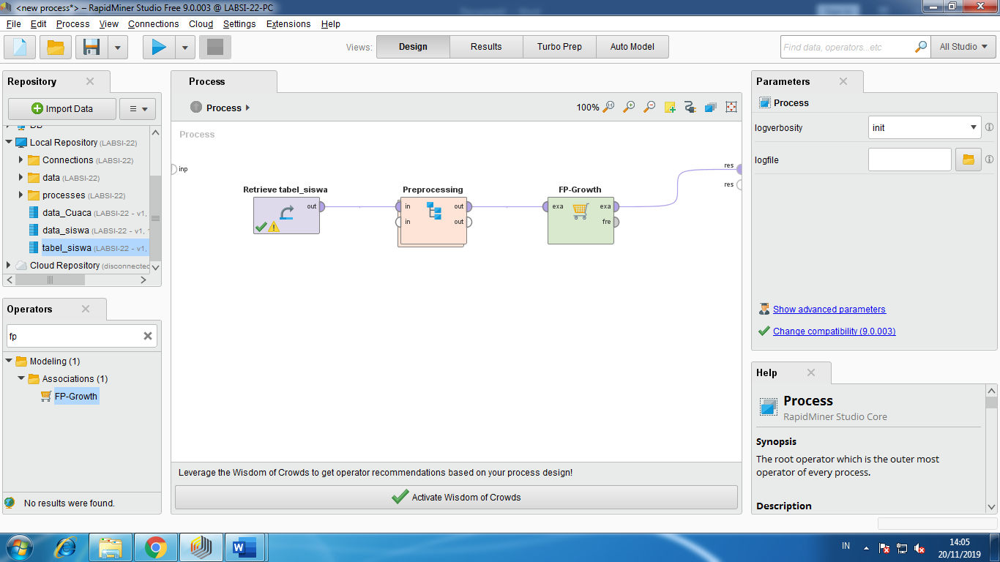 <new process*> – RapidMiner Studio Free 9.0.003 @ LABSI-22-PC
File Edit Process View Connections Cloud Settings Extensions Help
Views: Design Results Turbo Prep Auto Model
Find data, operators...etc
All Studio
Repository
Import Data
DB
Local Repository (LABSI-22)
Connections (LABSI-22)
data (LABSI-22)
processes (LABSI-22)
data_Cuaca (LABSI-22 - v1,
data_siswa (LABSI-22 - v1,
tabel_siswa (LABSI-22 - v1,
Cloud Repository (disconnected
Operators
fp
Modeling (1)
Associations (1)
FP-Growth
No results were found.
Process
Process
100%
Process
inp
res
res
Retrieve tabel_siswa
out
Preprocessing
in out
in out
FP-Growth
exa exa
fre
Leverage the Wisdom of Crowds to get operator recommendations based on your process design!
Activate Wisdom of Crowds
Parameters
Process
logverbosity
init
logfile
Show advanced parameters
Change compatibility (9.0.003)
Help
Process
RapidMiner Studio Core
Synopsis
The root operator which is the outer most
operator of every process.
Description
IN
14:05
20/11/2019